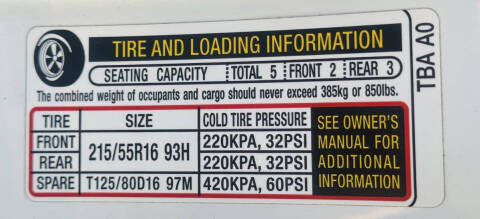 TIRE AND LOADING INFORMATION
SEATING CAPACITY TOTAL 5 FRONT 2 REAR 3
The combined weight of occupants and cargo should never exceed 385kg or 850lbs.
TIRE SIZE COLD TIRE PRESSURE
FRONT 215/55R16 93H 220KPA, 32PSI
REAR 220KPA, 32PSI
SPARE T125/80D16 97M 420KPA, 60PSI
SEE OWNER'S
MANUAL FOR
ADDITIONAL
INFORMATION
TBA A0